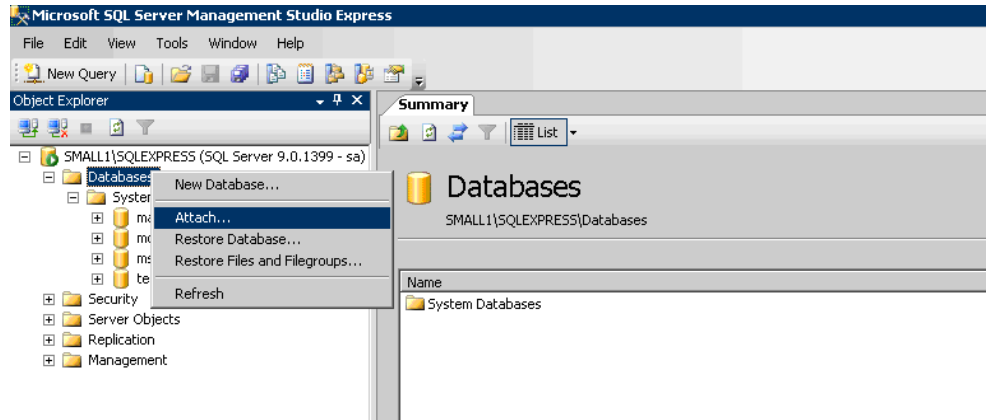 Microsoft SQL Server Management Studio Express
File Edit View Tools Window Help
New Query
Object Explorer
Summary
List
SMALL1\SQLEXPRESS (SQL Server 9.0.1399 - sa)
Databases
System
New Database...
Attach...
Restore Database...
Restore Files and Filegroups...
Refresh
Security
Server Objects
Replication
Management
Databases
SMALL1\SQLEXPRESS\Databases
Name
System Databases